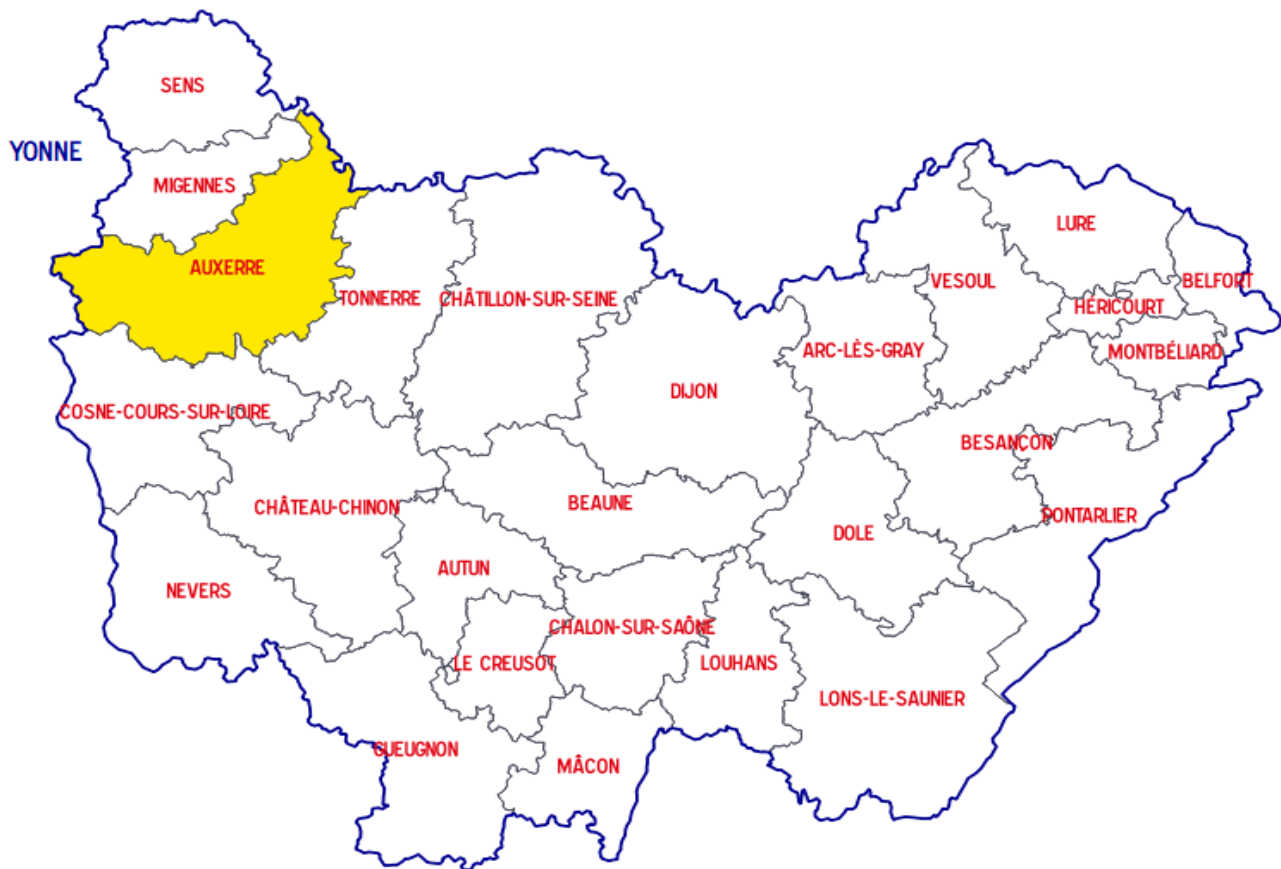 SENS
YONNE
MIGENNES
LURE
AUXERRE
BELFORT
VESOUL
TONNERRE
CHÂTILLON-SUR-SEINE
HÉRICOURT
ARC-LÈS-GRAY
MONTBÉLIARD
DIJON
COSNE-COURS-SUR-LOIRE
BESANÇON
BEAUNE
CHÂTEAU-CHINON
PONTARLIER
DOLE
AUTUN
NEVERS
CHALON-SUR-SAÔNE
LE CREUSOT
LOUHANS
LONS-LE-SAUNIER
GUEUGNON
MÂCON